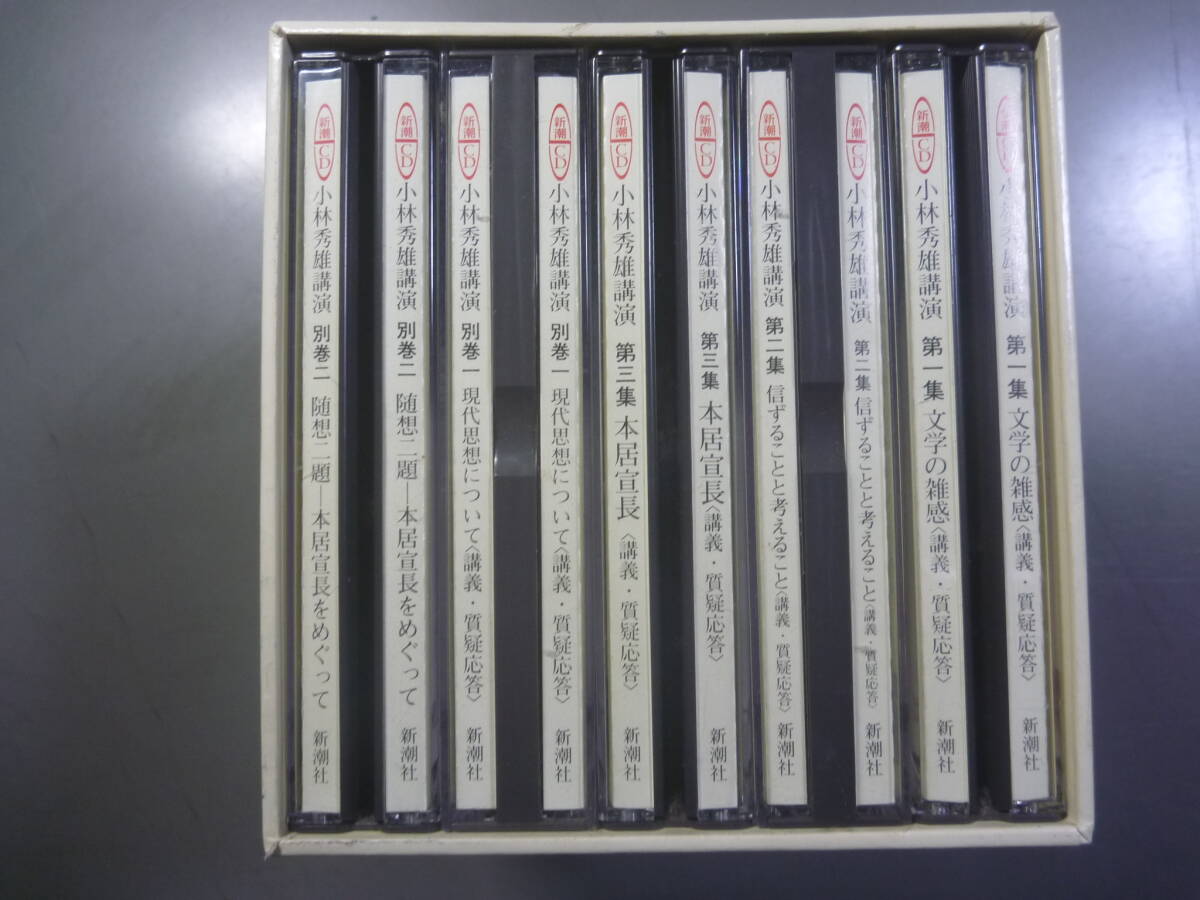 新潮CD 小林秀雄講演 第一集 文学の雑感〈講義・質疑応答〉 新潮社
新潮CD 小林秀雄講演 第一集 文学の雑感〈講義・質疑応答〉 新潮社
新潮CD 小林秀雄講演 第二集 信ずることと考えること〈講義・質疑応答〉 新潮社
新潮CD 小林秀雄講演 第二集 信ずることと考えること〈講義・質疑応答〉 新潮社
新潮CD 小林秀雄講演 第三集 本居宣長〈講義・質疑応答〉 新潮社
新潮CD 小林秀雄講演 第三集 本居宣長〈講義・質疑応答〉 新潮社
新潮CD 小林秀雄講演 別巻一 現代思想について〈講義・質疑応答〉 新潮社
新潮CD 小林秀雄講演 別巻一 現代思想について〈講義・質疑応答〉 新潮社
新潮CD 小林秀雄講演 別巻二 随想二題―本居宣長をめぐって 新潮社
新潮CD 小林秀雄講演 別巻二 随想二題―本居宣長をめぐって 新潮社